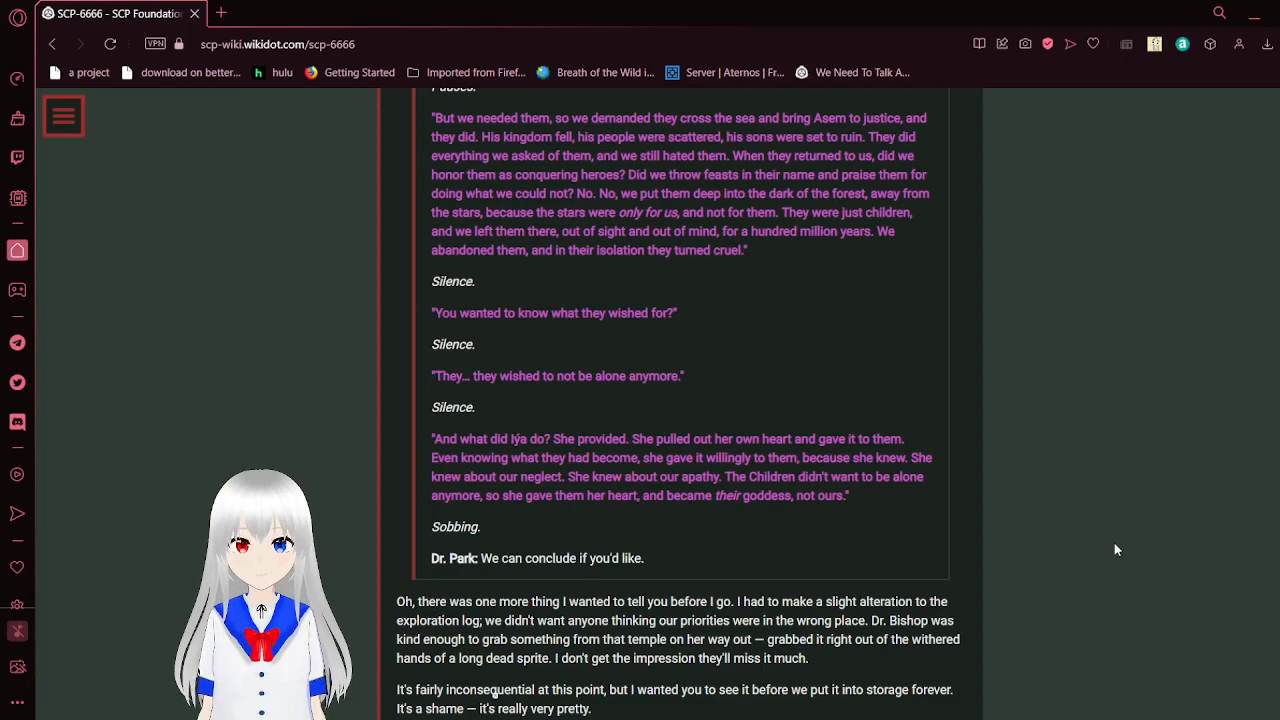 SCP-6666 - SCP Foundatio
scp-wiki.wikidot.com/scp-6666
VPN
a project
download on better...
hulu
Getting Started
Imported from Firef...
Breath of the Wild i...
Server | Aternos | Fr...
We Need To Talk A...
Pauses.
"But we needed them, so we demanded they cross the sea and bring Asem to justice, and
they did. His kingdom fell, his people were scattered, his sons were set to ruin. They did
everything we asked of them, and we still hated them. When they returned to us, did we
honor them as conquering heroes? Did we throw feasts in their name and praise them for
doing what we could not? No. No, we put them deep into the dark of the forest, away from
the stars, because the stars were only for us, and not for them. They were just children,
and we left them there, out of sight and out of mind, for a hundred million years. We
abandoned them, and in their isolation they turned cruel."
Silence.
"You wanted to know what they wished for?"
Silence.
"They… they wished to not be alone anymore."
Silence.
"And what did Iýa do? She provided. She pulled out her own heart and gave it to them.
Even knowing what they had become, she gave it willingly to them, because she knew. She
knew about our neglect. She knew about our apathy. The Children didn't want to be alone
anymore, so she gave them her heart, and became their goddess, not ours."
Sobbing.
Dr. Park: We can conclude if you'd like.
Oh, there was one more thing I wanted to tell you before I go. I had to make a slight alteration to the
exploration log; we didn't want anyone thinking our priorities were in the wrong place. Dr. Bishop was
kind enough to grab something from that temple on her way out — grabbed it right out of the withered
hands of a long dead sprite. I don't get the impression they'll miss it much.
It's fairly inconsequential at this point, but I wanted you to see it before we put it into storage forever.
It's a shame — it's really very pretty.